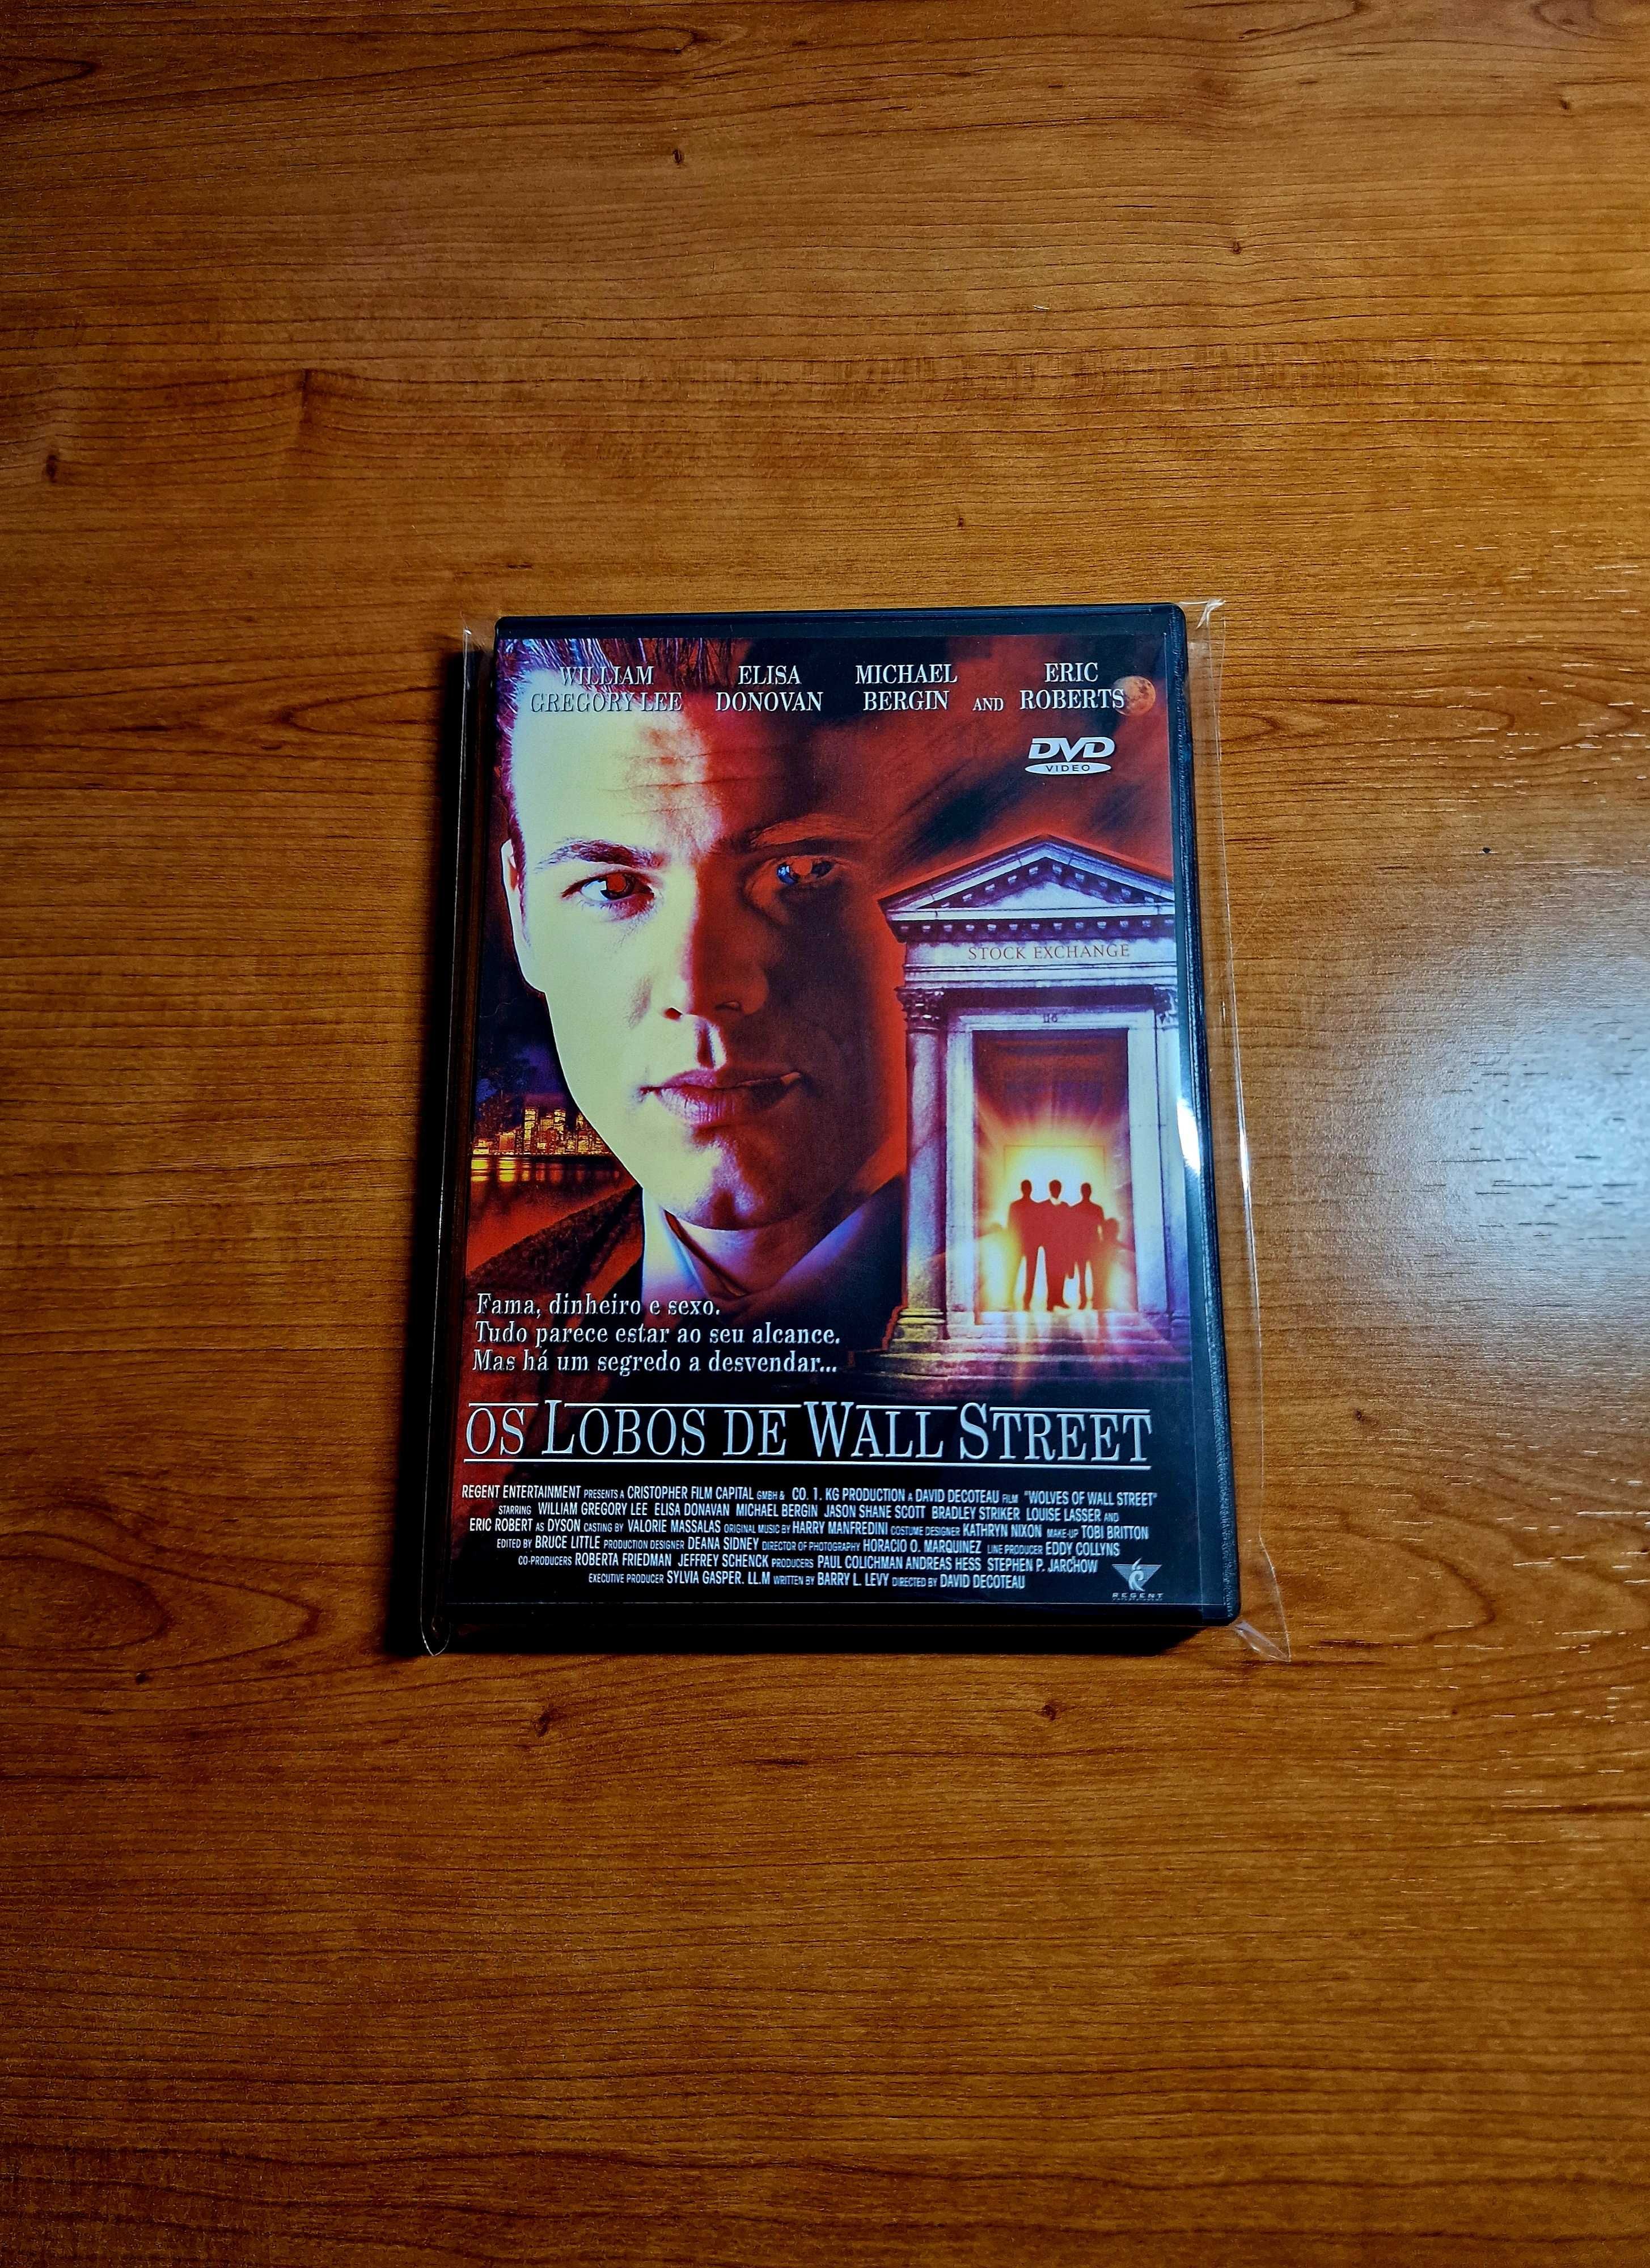 WILLIAM GREGORY LEE
ELISA DONOVAN
MICHAEL BERGIN
AND
ERIC ROBERTS
DVD
VIDEO
STOCK EXCHANGE
Fama, dinheiro e sexo.
Tudo parece estar ao seu alcance.
Mas há um segredo a desvendar...
OS LOBOS DE WALL STREET
REGENT ENTERTAINMENT PRESENTS A CRISTOPHER FILM CAPITAL GMBH & CO. 1. KG PRODUCTION A DAVID DECOTEAU FILM "WOLVES OF WALL STREET"
STARRING WILLIAM GREGORY LEE ELISA DONAVAN MICHAEL BERGIN JASON SHANE SCOTT BRADLEY STRIKER LOUISE LASSER AND
ERIC ROBERT AS DYSON CASTING BY VALORIE MASSALAS ORIGINAL MUSIC BY HARRY MANFREDINI COSTUME DESIGNER KATHRYN NIXON MAKE-UP TOBI BRITTON
EDITED BY BRUCE LITTLE PRODUCTION DESIGNER DEANA SIDNEY DIRECTOR OF PHOTOGRAPHY HORACIO O. MARQUINEZ LINE PRODUCER EDDY COLLYNS
CO-PRODUCERS ROBERTA FRIEDMAN JEFFREY SCHENCK PRODUCERS PAUL COLICHMAN ANDREAS HESS STEPHEN P. JARCHOW
EXECUTIVE PRODUCER SYLVIA GASPER. LL.M WRITTEN BY BARRY L. LEVY DIRECTED BY DAVID DECOTEAU
REGENT